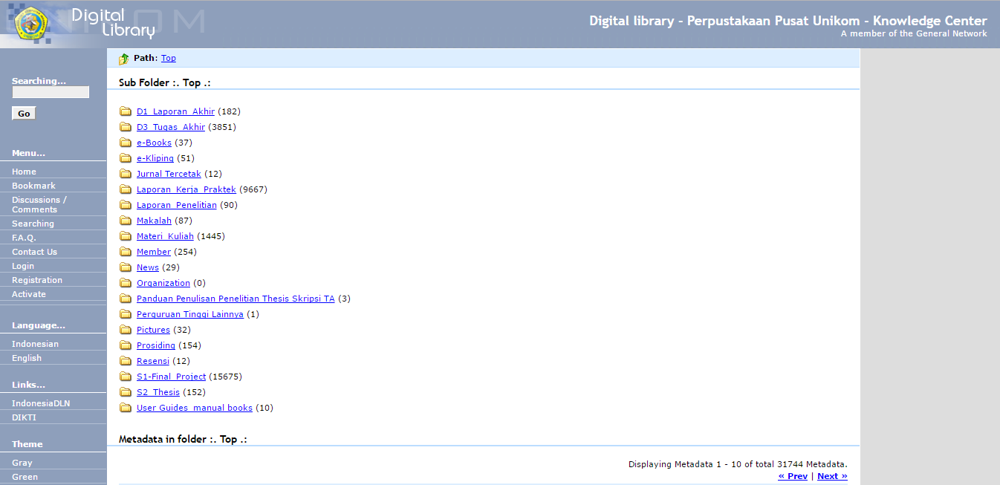 Digital
Library
Digital library - Perpustakaan Pusat Unikom - Knowledge Center
A member of the General Network
Searching...
Go
Menu...
Home
Bookmark
Discussions /
Comments
Searching
F.A.Q.
Contact Us
Login
Registration
Activate
Language...
Indonesian
English
Links...
IndonesiaDLN
DIKTI
Theme
Gray
Green
Path: Top
Sub Folder :. Top .:
D1_Laporan_Akhir (182)
D3_Tugas_Akhir (3851)
e-Books (37)
e-Kliping (51)
Jurnal Tercetak (12)
Laporan_Kerja_Praktek (9667)
Laporan_Penelitian (90)
Makalah (87)
Materi_Kuliah (1445)
Member (254)
News (29)
Organization (0)
Panduan Penulisan Penelitian Thesis Skripsi TA (3)
Perguruan Tinggi Lainnya (1)
Pictures (32)
Prosiding (154)
Resensi (12)
S1-Final_Project (15675)
S2_Thesis (152)
User Guides_manual books (10)
Metadata in folder :. Top .:
Displaying Metadata 1 - 10 of total 31744 Metadata.
« Prev | Next »